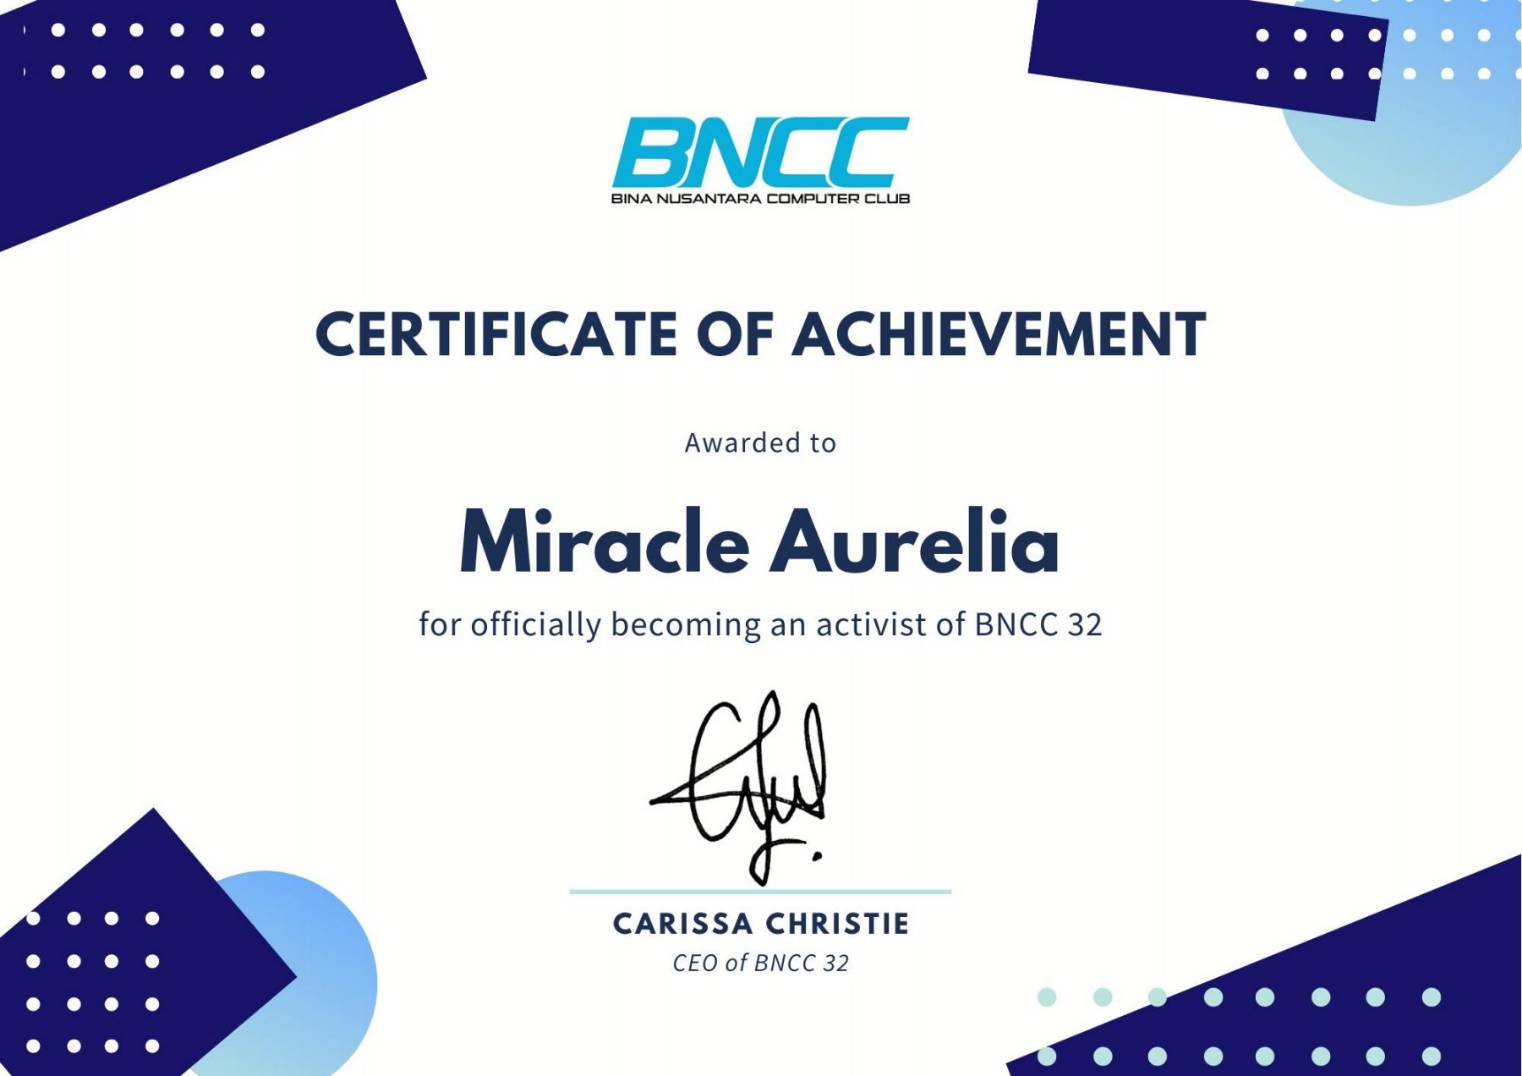 BNCC
BINA NUSANTARA COMPUTER CLUB
CERTIFICATE OF ACHIEVEMENT
Awarded to
Miracle Aurelia
for officially becoming an activist of BNCC 32
CARISSA CHRISTIE
CEO of BNCC 32